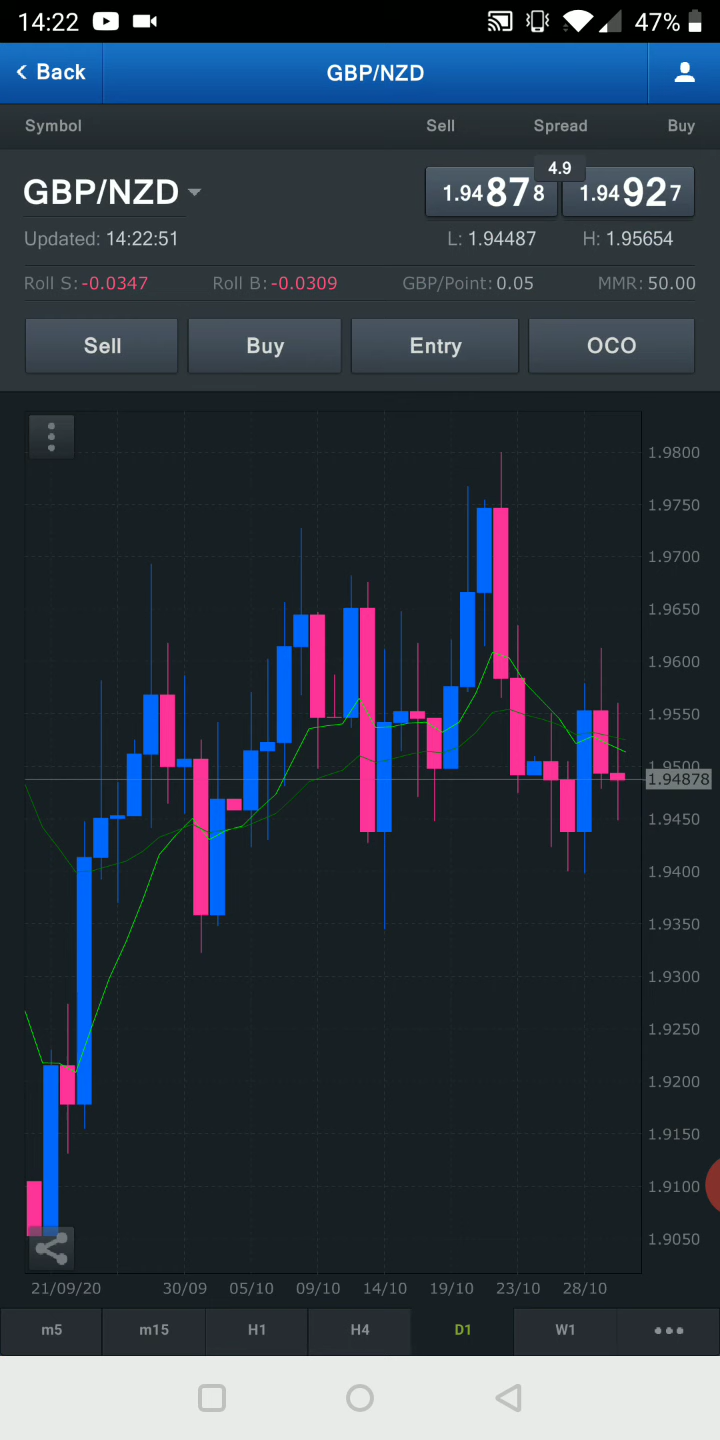 14:22 47%
Back GBP/NZD
Symbol Sell Spread Buy
4.9
GBP/NZD 1.94878 1.94927
Updated: 14:22:51 L: 1.94487 H: 1.95654
Roll S: -0.0347 Roll B: -0.0309 GBP/Point: 0.05 MMR: 50.00
Sell Buy Entry OCO
1.9800
1.9750
1.9700
1.9650
1.9600
1.9550
1.9500
1.94878
1.9450
1.9400
1.9350
1.9300
1.9250
1.9200
1.9150
1.9100
1.9050
21/09/20 30/09 05/10 09/10 14/10 19/10 23/10 28/10
m5 m15 H1 H4 D1 W1